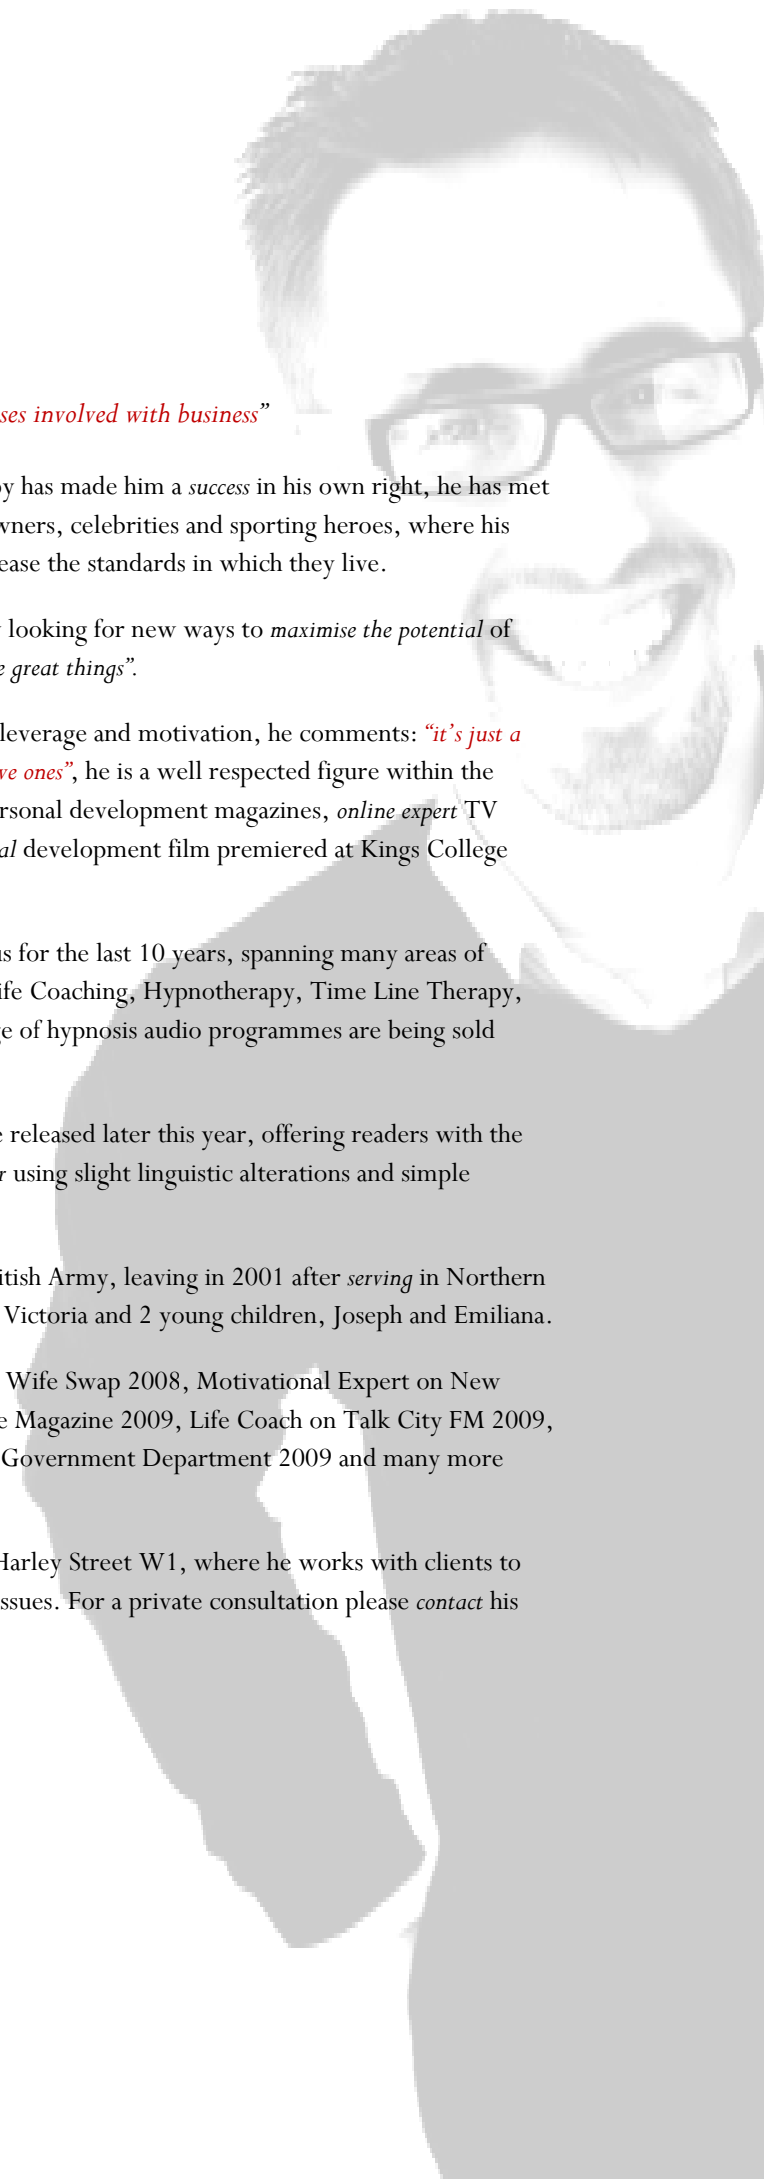 ses involved with business”
py has made him a success in his own right, he has met
wners, celebrities and sporting heroes, where his
ease the standards in which they live.
y looking for new ways to maximise the potential of
e great things”.
leverage and motivation, he comments: “it’s just a
ve ones”, he is a well respected figure within the
rsonal development magazines, online expert TV
al development film premiered at Kings College
us for the last 10 years, spanning many areas of
ife Coaching, Hypnotherapy, Time Line Therapy,
ge of hypnosis audio programmes are being sold
e released later this year, offering readers with the
r using slight linguistic alterations and simple
itish Army, leaving in 2001 after serving in Northern
Victoria and 2 young children, Joseph and Emiliana.
Wife Swap 2008, Motivational Expert on New
e Magazine 2009, Life Coach on Talk City FM 2009,
Government Department 2009 and many more
Harley Street W1, where he works with clients to
ssues. For a private consultation please contact his